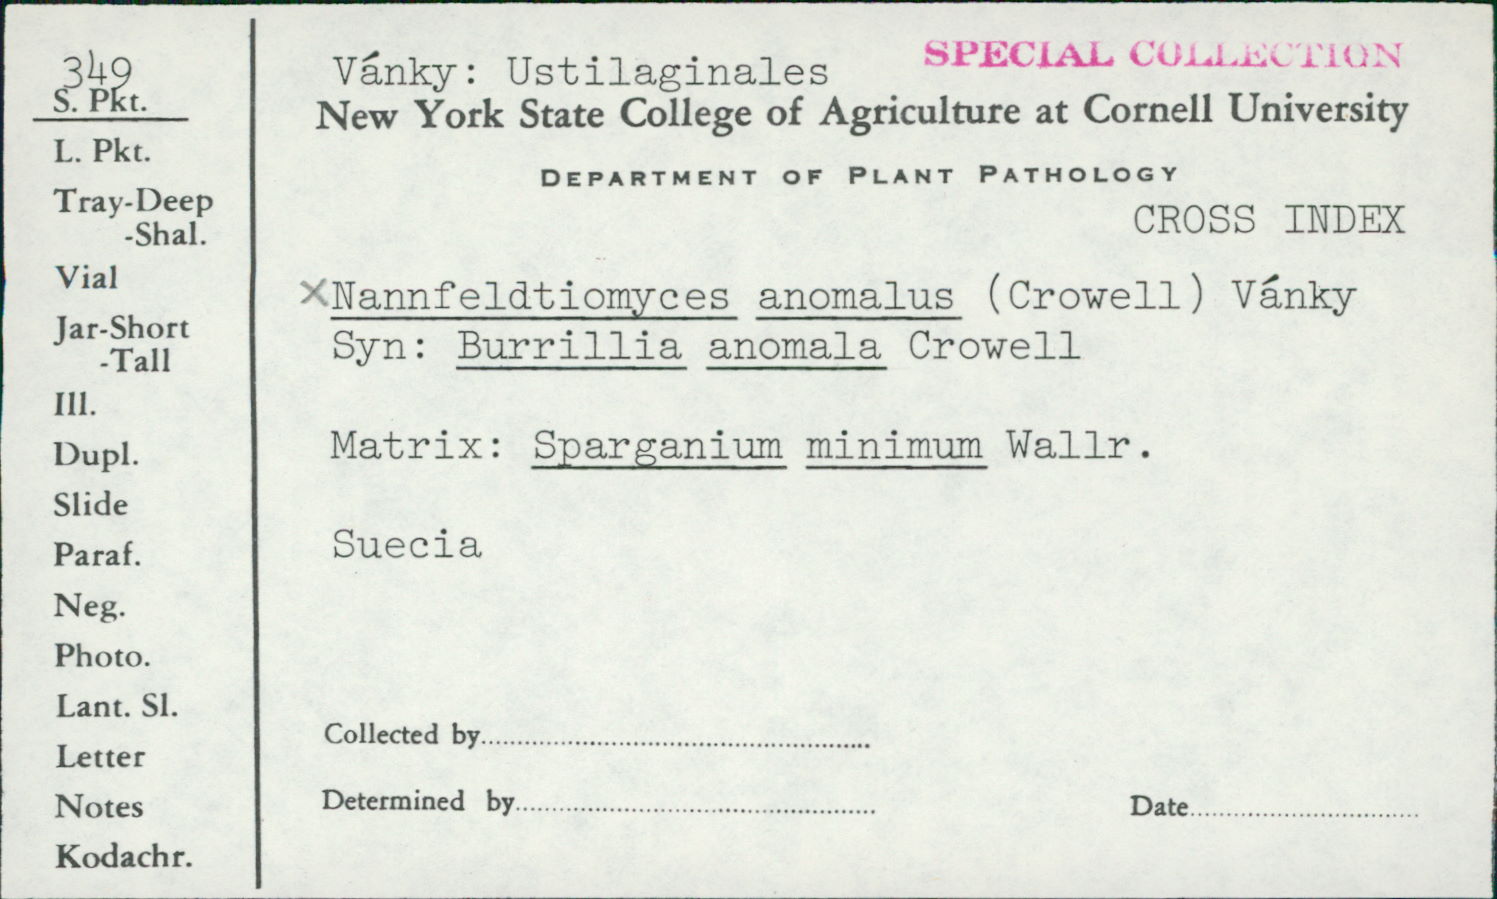 349
S. Pkt.
L. Pkt.
Tray-Deep
-Shal.
Vial
Jar-Short
-Tall
Ill.
Dupl.
Slide
Paraf.
Neg.
Photo.
Lant. Sl.
Letter
Notes
Kodachr.
SPECIAL COLLECTION
Vánky: Ustilaginales
New York State College of Agriculture at Cornell University
DEPARTMENT OF PLANT PATHOLOGY
CROSS INDEX
×Nannfeldtiomyces anomalus (Crowell) Vánky
Syn: Burrillia anomala Crowell
Matrix: Sparganium minimum Wallr.
Suecia
Collected by
Determined by
Date